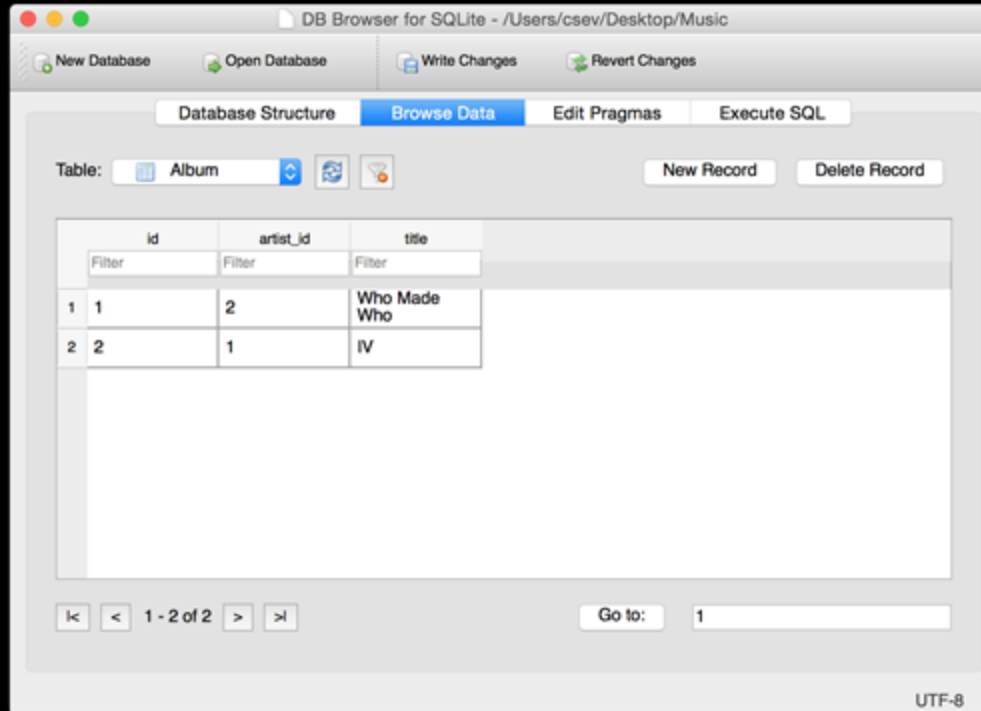 DB Browser for SQLite - /Users/csev/Desktop/Music
New Database Open Database Write Changes Revert Changes
Database Structure Browse Data Edit Pragmas Execute SQL
Table: Album New Record Delete Record
id artist_id title
Filter Filter Filter
1 1 2 Who Made
Who
2 2 1 IV
|< < 1 - 2 of 2 > >| Go to: 1
UTF-8